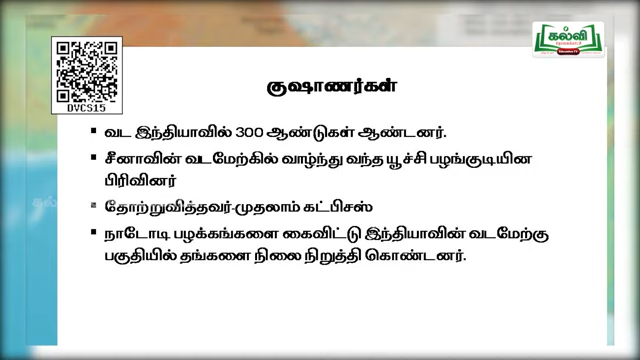 கல்வி
DVCS15
குஷாணர்கள்
▪ வட இந்தியாவில் 300 ஆண்டுகள் ஆண்டனர்.
▪ சீனாவின் வடமேற்கில் வாழ்ந்து வந்த யூச்சி பழங்குடியின
பிரிவினர்
▪ தோற்றுவித்தவர்-முதலாம் கட்பிசஸ்
▪ நாடோடி பழக்கங்களை கைவிட்டு இந்தியாவின் வடமேற்கு
பகுதியில் தங்களை நிலை நிறுத்தி கொண்டனர்.